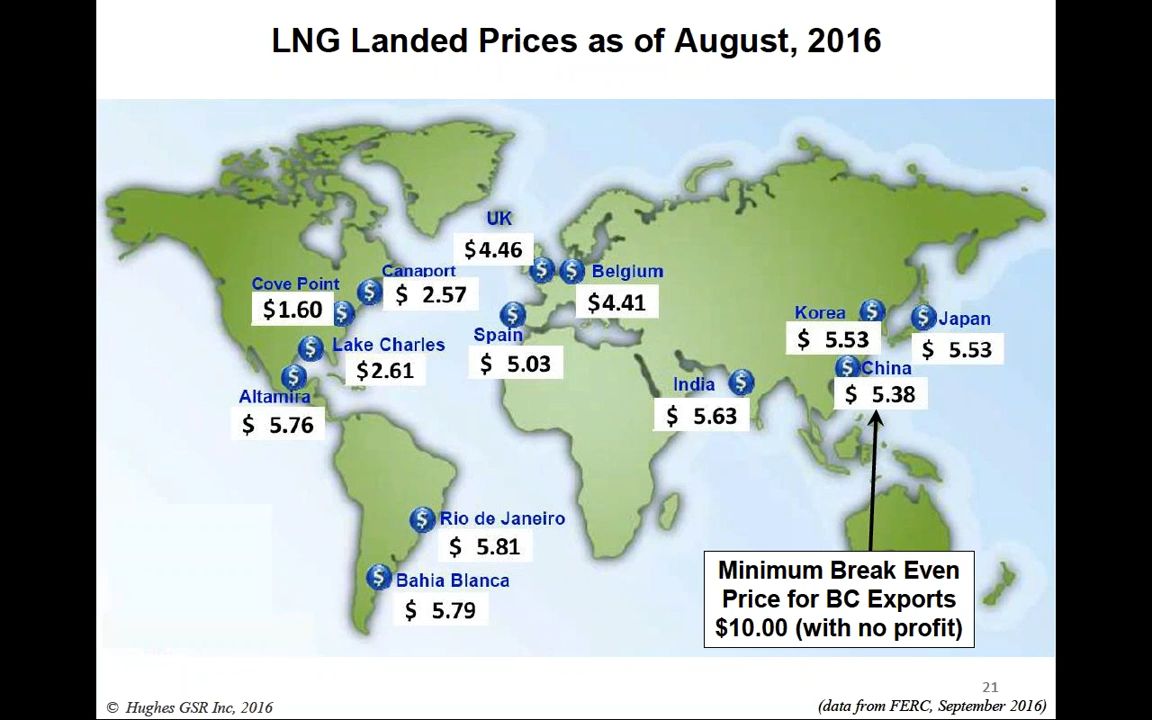 LNG Landed Prices as of August, 2016
UK
$4.46
Canaport
$ 2.57
Cove Point
$1.60
Belgium
$4.41
Lake Charles
$2.61
Spain
$ 5.03
Altamira
$ 5.76
Korea
$ 5.53
Japan
$ 5.53
China
$ 5.38
India
$ 5.63
Rio de Janeiro
$ 5.81
Bahia Blanca
$ 5.79
Minimum Break Even
Price for BC Exports
$10.00 (with no profit)
21
© Hughes GSR Inc, 2016
(data from FERC, September 2016)